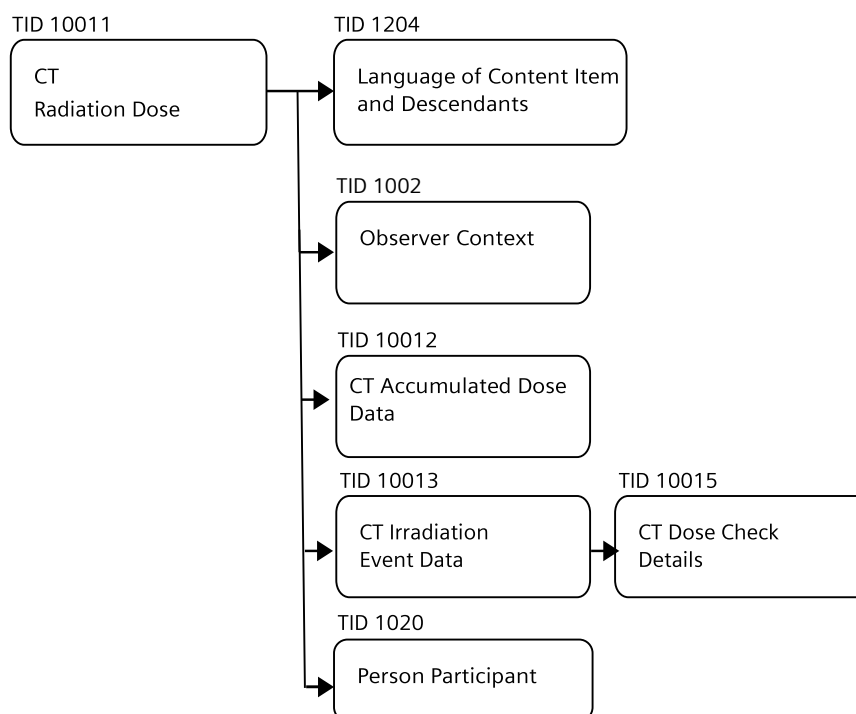 TID 10011
CT
Radiation Dose
TID 1204
Language of Content Item
and Descendants
TID 1002
Observer Context
TID 10012
CT Accumulated Dose
Data
TID 10013
CT Irradiation
Event Data
TID 10015
CT Dose Check
Details
TID 1020
Person Participant